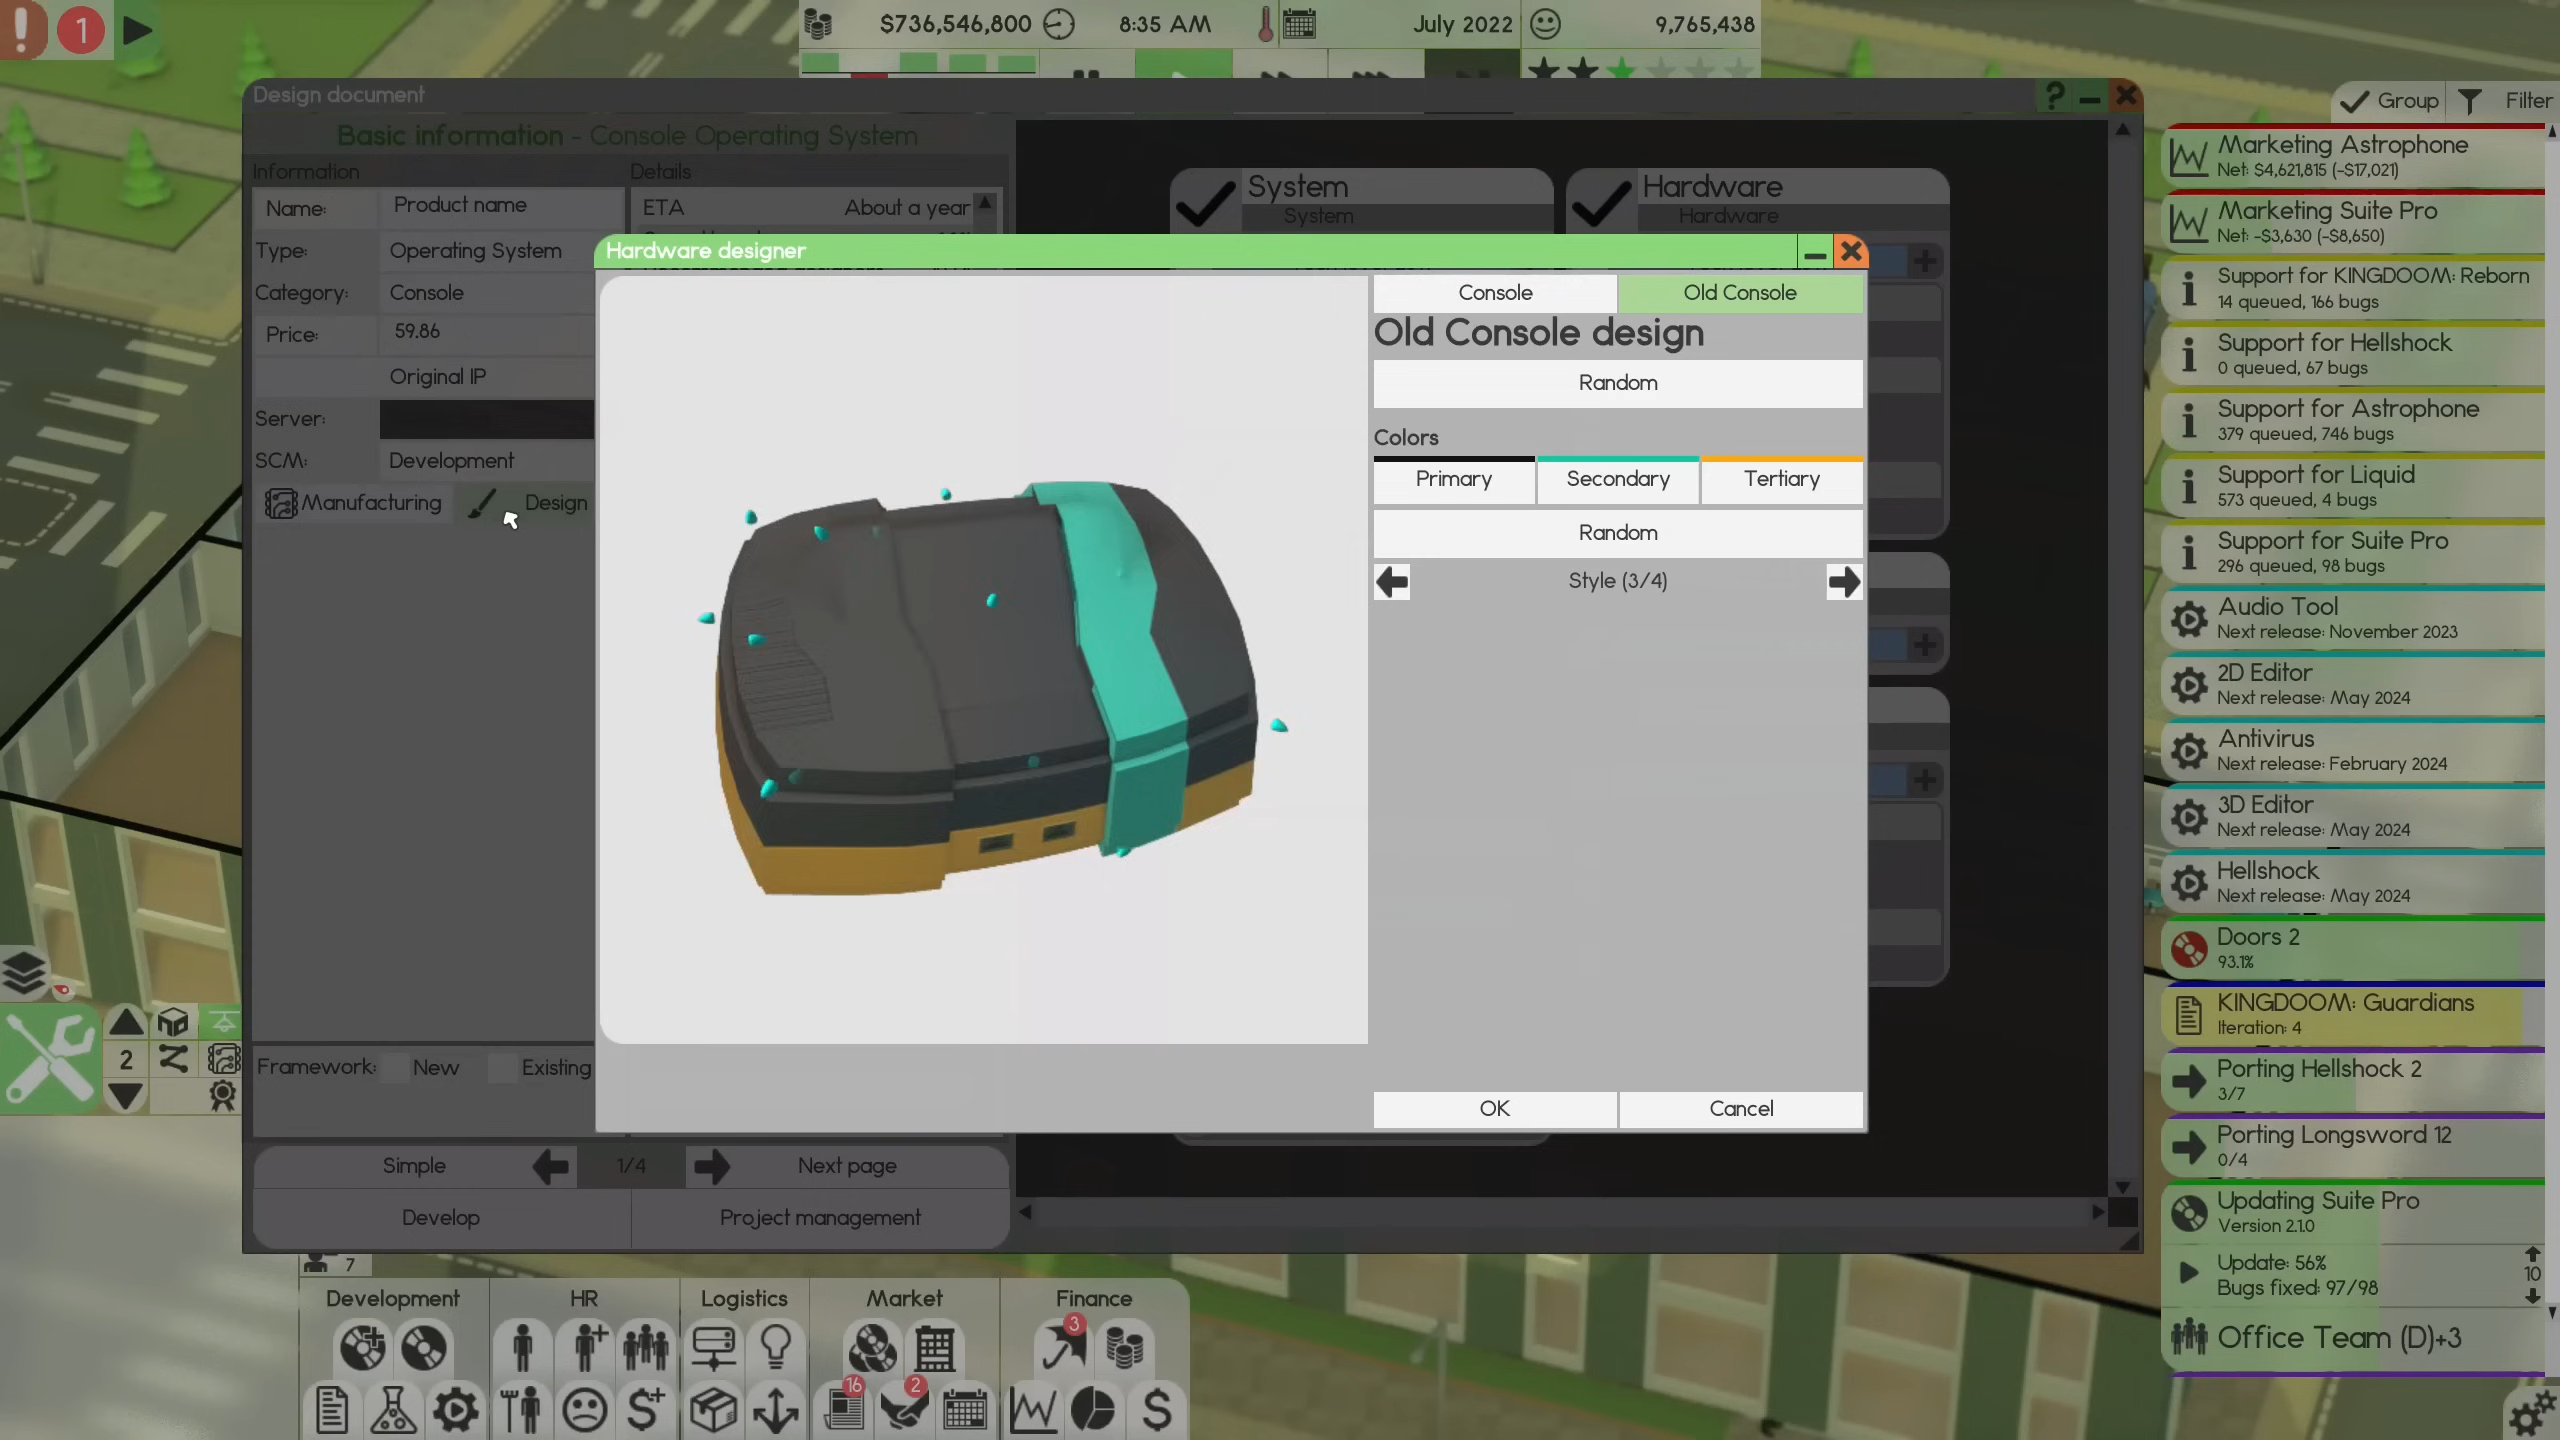 1
$736,546,800
8:35 AM
July 2022
9,765,438
Design document
?
Group
Filter
Basic information - Console Operating System
Information
Details
Name:
Product name
ETA
About a year
Type:
Operating System
Category:
Console
Price:
59.86
Original IP
Server:
SCM:
Development
Manufacturing
Design
System
System
Hardware
Hardware
Hardware designer
Console
Old Console
Old Console design
Random
Colors
Primary
Secondary
Tertiary
Random
Style (3/4)
OK
Cancel
Framework:
New
Existing
Simple
1/4
Next page
Develop
Project management
Marketing Astrophone
Net: $4,621,815 (-$17,021)
Marketing Suite Pro
Net: -$3,630 (-$8,650)
Support for KINGDOOM: Reborn
14 queued, 166 bugs
Support for Hellshock
0 queued, 67 bugs
Support for Astrophone
379 queued, 746 bugs
Support for Liquid
573 queued, 4 bugs
Support for Suite Pro
296 queued, 98 bugs
Audio Tool
Next release: November 2023
2D Editor
Next release: May 2024
Antivirus
Next release: February 2024
3D Editor
Next release: May 2024
Hellshock
Next release: May 2024
Doors 2
93.1%
KINGDOOM: Guardians
Iteration: 4
Porting Hellshock 2
3/7
Porting Longsword 12
0/4
Updating Suite Pro
Version 2.1.0
Update: 56%
Bugs fixed: 97/98
10
Office Team (D)+3
2
7
Development
HR
Logistics
Market
Finance
3
16
2